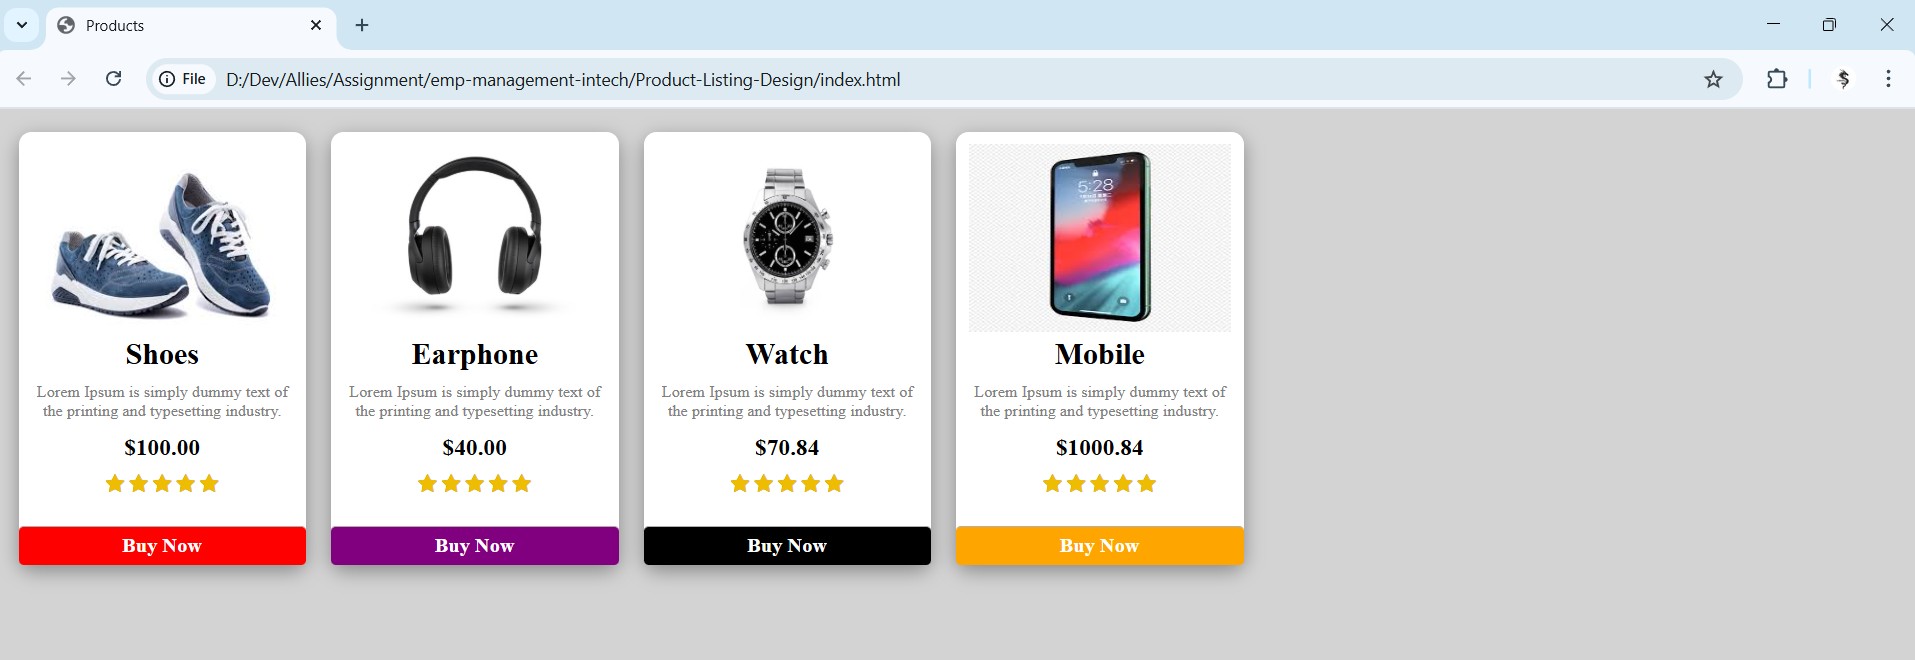 Products
File
D:/Dev/Allies/Assignment/emp-management-intech/Product-Listing-Design/index.html
5:28
Shoes
Lorem Ipsum is simply dummy text of
the printing and typesetting industry.
$100.00
Buy Now
Earphone
Lorem Ipsum is simply dummy text of
the printing and typesetting industry.
$40.00
Buy Now
Watch
Lorem Ipsum is simply dummy text of
the printing and typesetting industry.
$70.84
Buy Now
Mobile
Lorem Ipsum is simply dummy text of
the printing and typesetting industry.
$1000.84
Buy Now